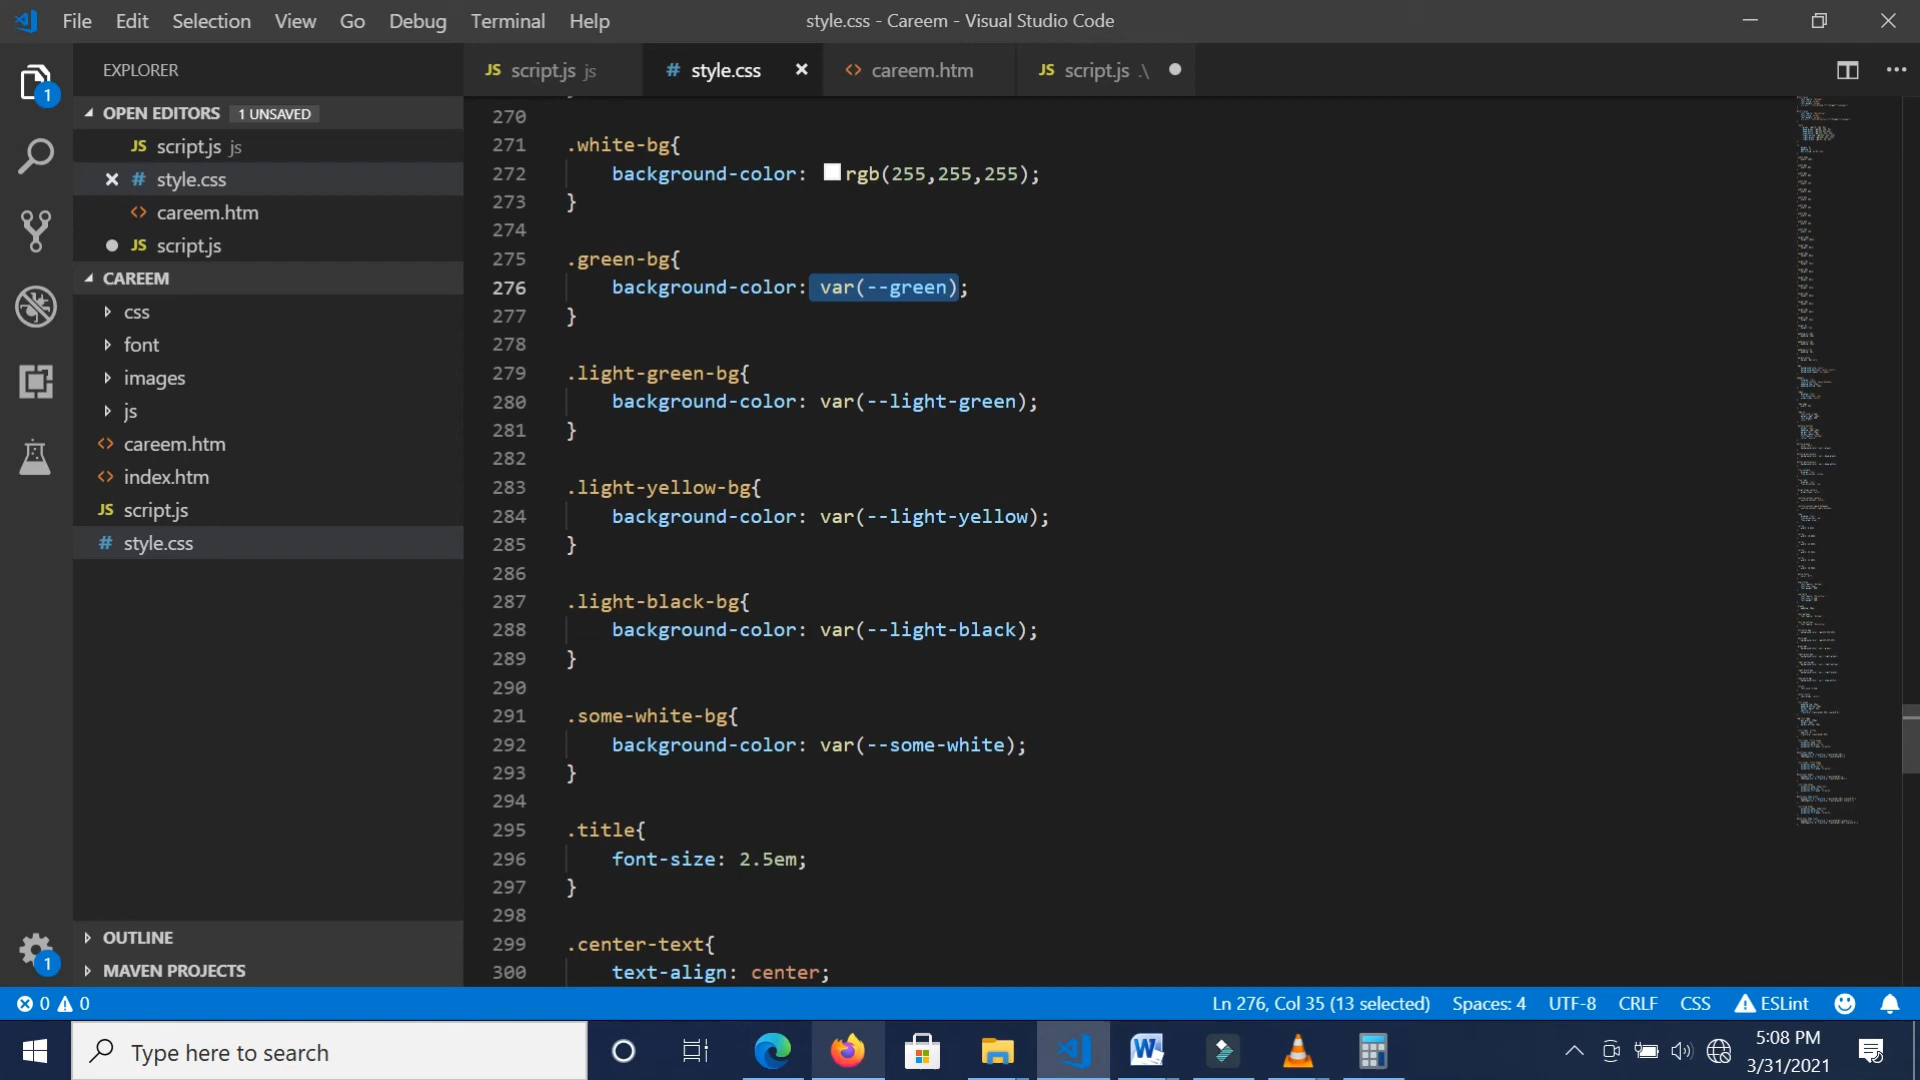 File Edit Selection View Go Debug Terminal Help style.css - Careem - Visual Studio Code
EXPLORER
JS script.js js # style.css careem.htm JS script.js .\
1
OPEN EDITORS 1 UNSAVED
JS script.js js
# style.css
careem.htm
JS script.js
CAREEM
css
font
images
js
careem.htm
index.htm
JS script.js
# style.css
OUTLINE
MAVEN PROJECTS
1
270
271 .white-bg{
272 background-color: rgb(255,255,255);
273 }
274
275 .green-bg{
276 background-color: var(--green);
277 }
278
279 .light-green-bg{
280 background-color: var(--light-green);
281 }
282
283 .light-yellow-bg{
284 background-color: var(--light-yellow);
285 }
286
287 .light-black-bg{
288 background-color: var(--light-black);
289 }
290
291 .some-white-bg{
292 background-color: var(--some-white);
293 }
294
295 .title{
296 font-size: 2.5em;
297 }
298
299 .center-text{
300 text-align: center;
0 0 Ln 276, Col 35 (13 selected) Spaces: 4 UTF-8 CRLF CSS ESLint
Type here to search
5:08 PM
3/31/2021